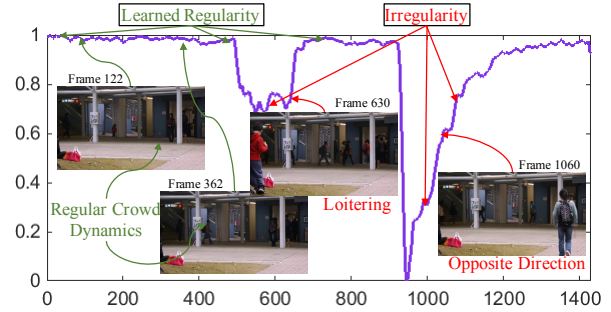 Learned Regularity
Irregularity
1
0.8
0.6
0.4
0.2
0
Frame 122
Frame 630
Frame 362
Frame 1060
Regular Crowd
Dynamics
Loitering
Opposite Direction
0
200
400
600
800
1000
1200
1400